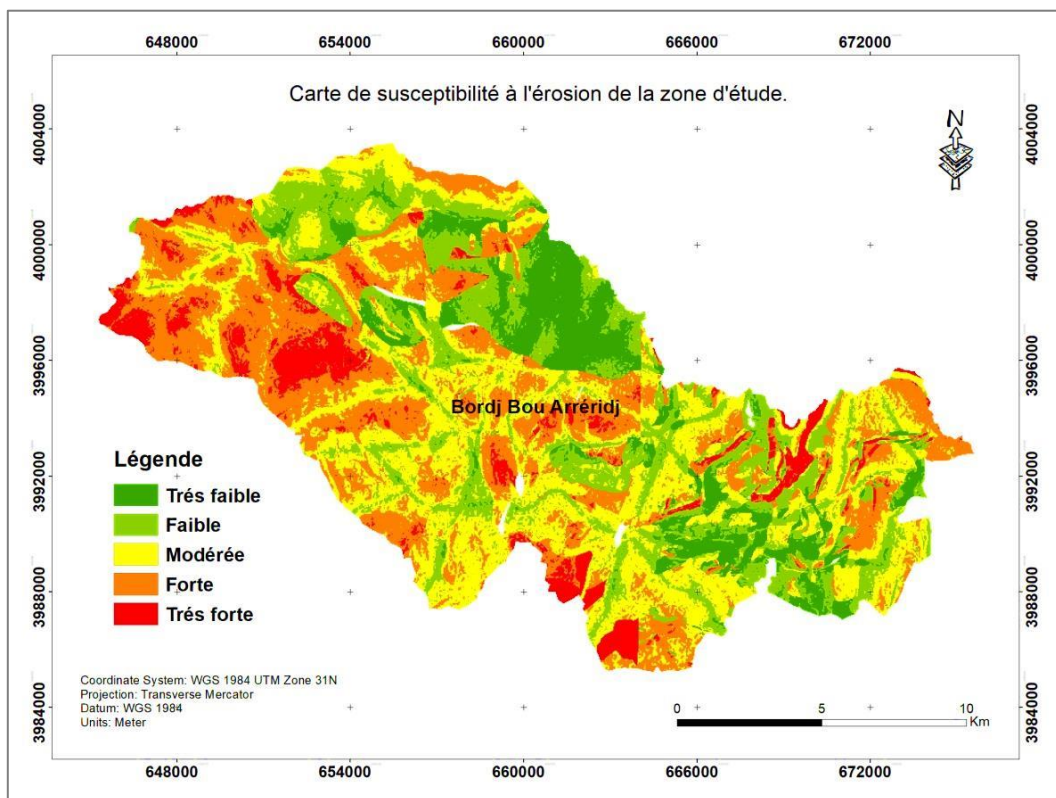 648000 654000 660000 666000 672000
Carte de susceptibilité à l'érosion de la zone d'étude.
N
4004000 4004000
4000000 4000000
3996000 3996000
Bordj Bou Arréridj
3992000 3992000
Légende
Trés faible
Faible
Modérée
Forte
Trés forte
3988000 3988000
Coordinate System: WGS 1984 UTM Zone 31N
Projection: Transverse Mercator
Datum: WGS 1984
Units: Meter
0 5 10
Km
3984000 3984000
648000 654000 660000 666000 672000